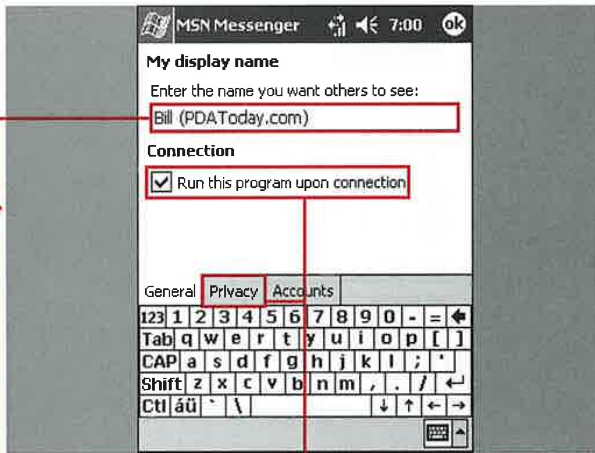 MSN Messenger 7:00 ok
My display name
Enter the name you want others to see:
Bill (PDAToday.com)
Connection
Run this program upon connection
General Privacy Accounts
123 1 2 3 4 5 6 7 8 9 0 - =
Tab q w e r t y u i o p [ ]
CAP a s d f g h j k l ; '
Shift z x c v b n m , . /
Ctl áü ` \